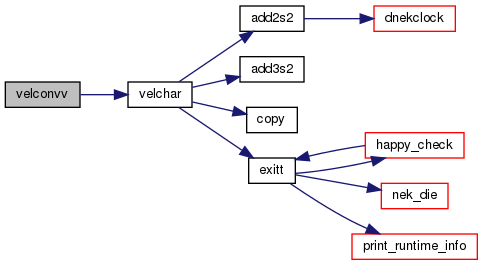 velconvv
velchar
add2s2
dnekclock
add3s2
copy
exitt
happy_check
nek_die
print_runtime_info